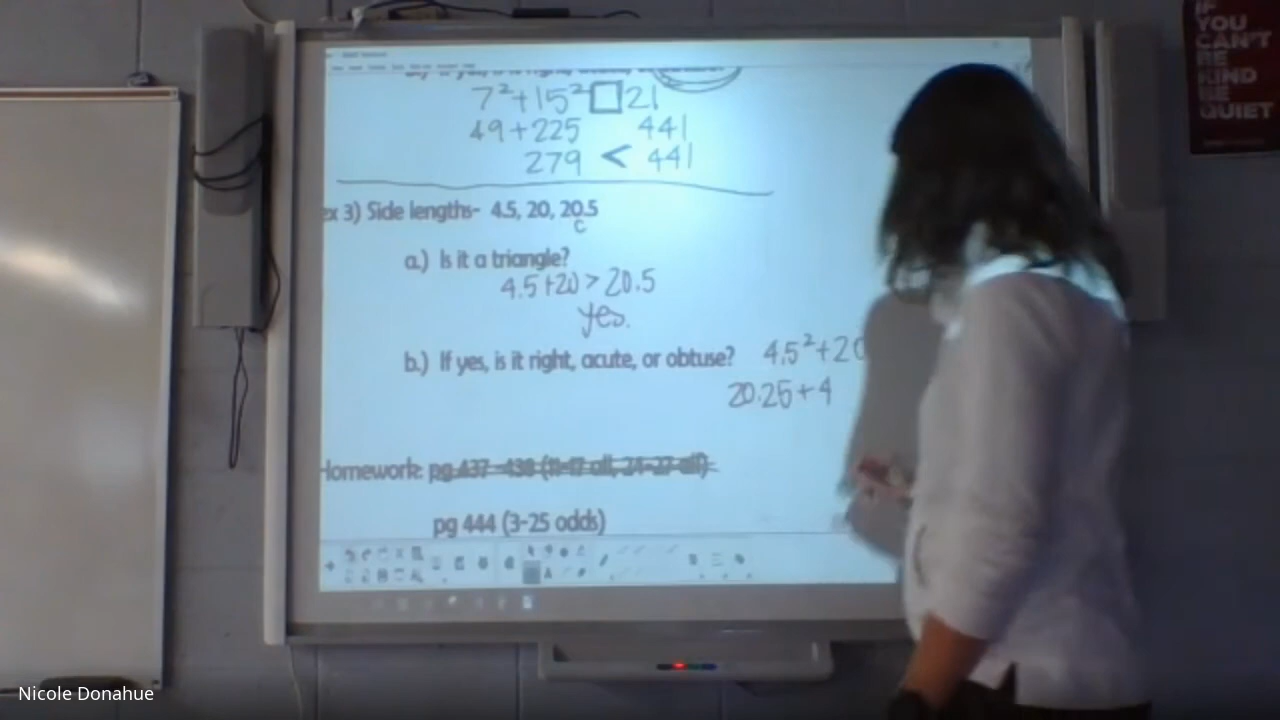 7²+15² □ 21
49+225 441
279 < 441
ex 3) Side lengths- 4.5, 20, 20.5
c
a.) Is it a triangle?
4.5+20 > 20.5
yes.
b.) If yes, is it right, acute, or obtuse? 4.5²+20
20.25+4
Homework: pg 437-438 (11-17 all, 24-27 all)
pg 444 (3-25 odds)
IF
YOU
CAN'T
BE
KIND
BE
QUIET
Nicole Donahue